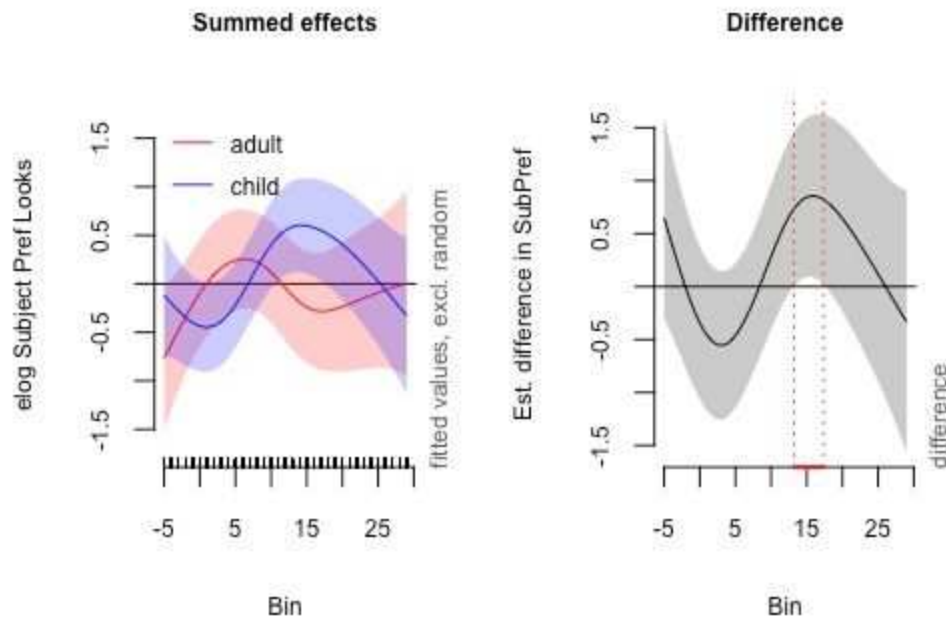 Summed effects
elog Subject Pref Looks
-1.5
-0.5
0.5
1.5
adult
child
fitted values, excl. random
-5
5
15
25
Bin
Difference
Est. difference in SubPref
-1.5
-0.5
0.5
1.5
difference
-5
5
15
25
Bin